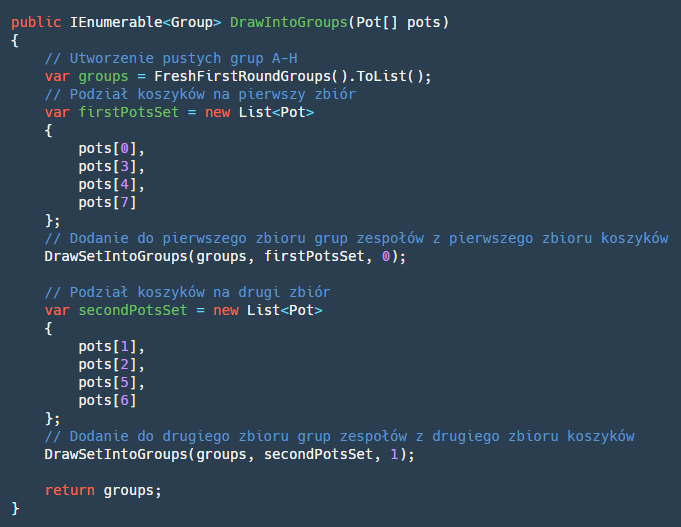 public IEnumerable<Group> DrawIntoGroups(Pot[] pots)
{
    // Utworzenie pustych grup A-H
    var groups = FreshFirstRoundGroups().ToList();
    // Podział koszyków na pierwszy zbiór
    var firstPotsSet = new List<Pot>
    {
        pots[0],
        pots[3],
        pots[4],
        pots[7]
    };
    // Dodanie do pierwszego zbioru grup zespołów z pierwszego zbioru koszyków
    DrawSetIntoGroups(groups, firstPotsSet, 0);

    // Podział koszyków na drugi zbiór
    var secondPotsSet = new List<Pot>
    {
        pots[1],
        pots[2],
        pots[5],
        pots[6]
    };
    // Dodanie do drugiego zbioru grup zespołów z drugiego zbioru koszyków
    DrawSetIntoGroups(groups, secondPotsSet, 1);

    return groups;
}